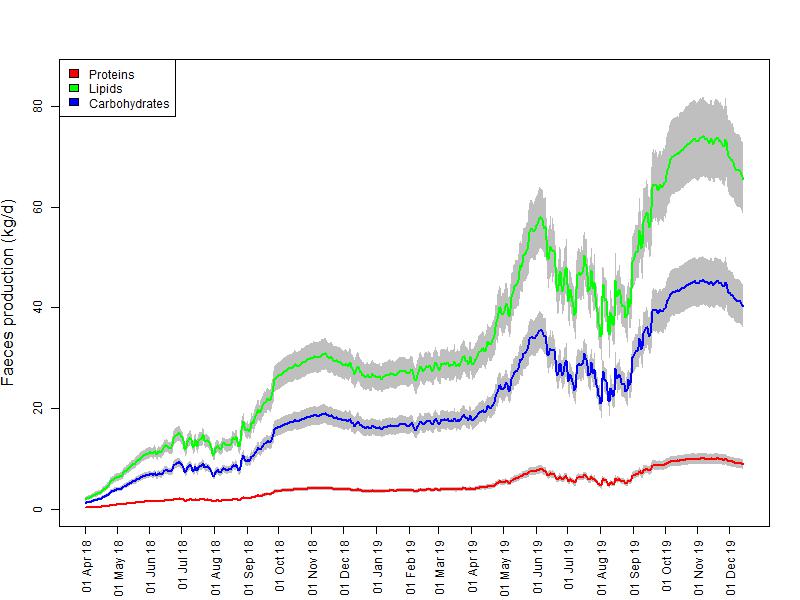 Proteins
Lipids
Carbohydrates
Faeces production (kg/d)
80
60
40
20
0
01 Apr 18
01 May 18
01 Jun 18
01 Jul 18
01 Aug 18
01 Sep 18
01 Oct 18
01 Nov 18
01 Dec 18
01 Jan 19
01 Feb 19
01 Mar 19
01 Apr 19
01 May 19
01 Jun 19
01 Jul 19
01 Aug 19
01 Sep 19
01 Oct 19
01 Nov 19
01 Dec 19